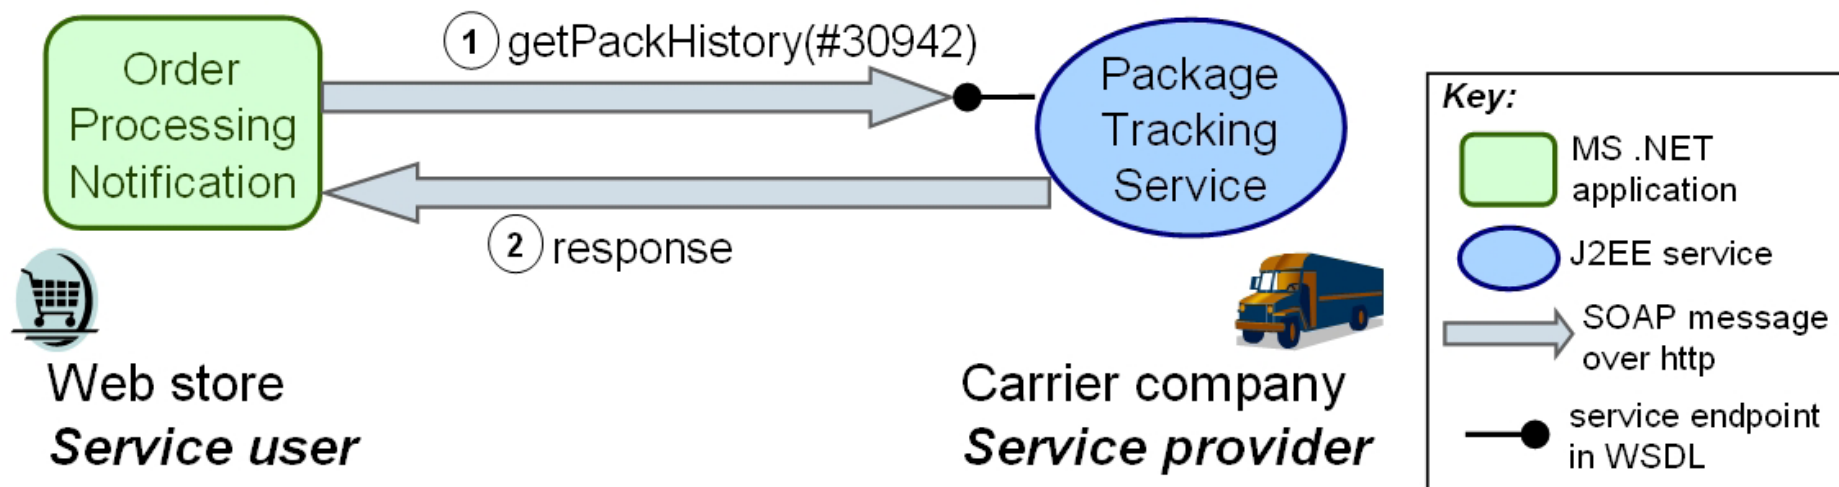 1 getPackHistory(#30942)
Order
Processing
Notification
Package
Tracking
Service
2 response
Web store
Service user
Carrier company
Service provider
Key:
MS .NET
application
J2EE service
SOAP message
over http
service endpoint
in WSDL